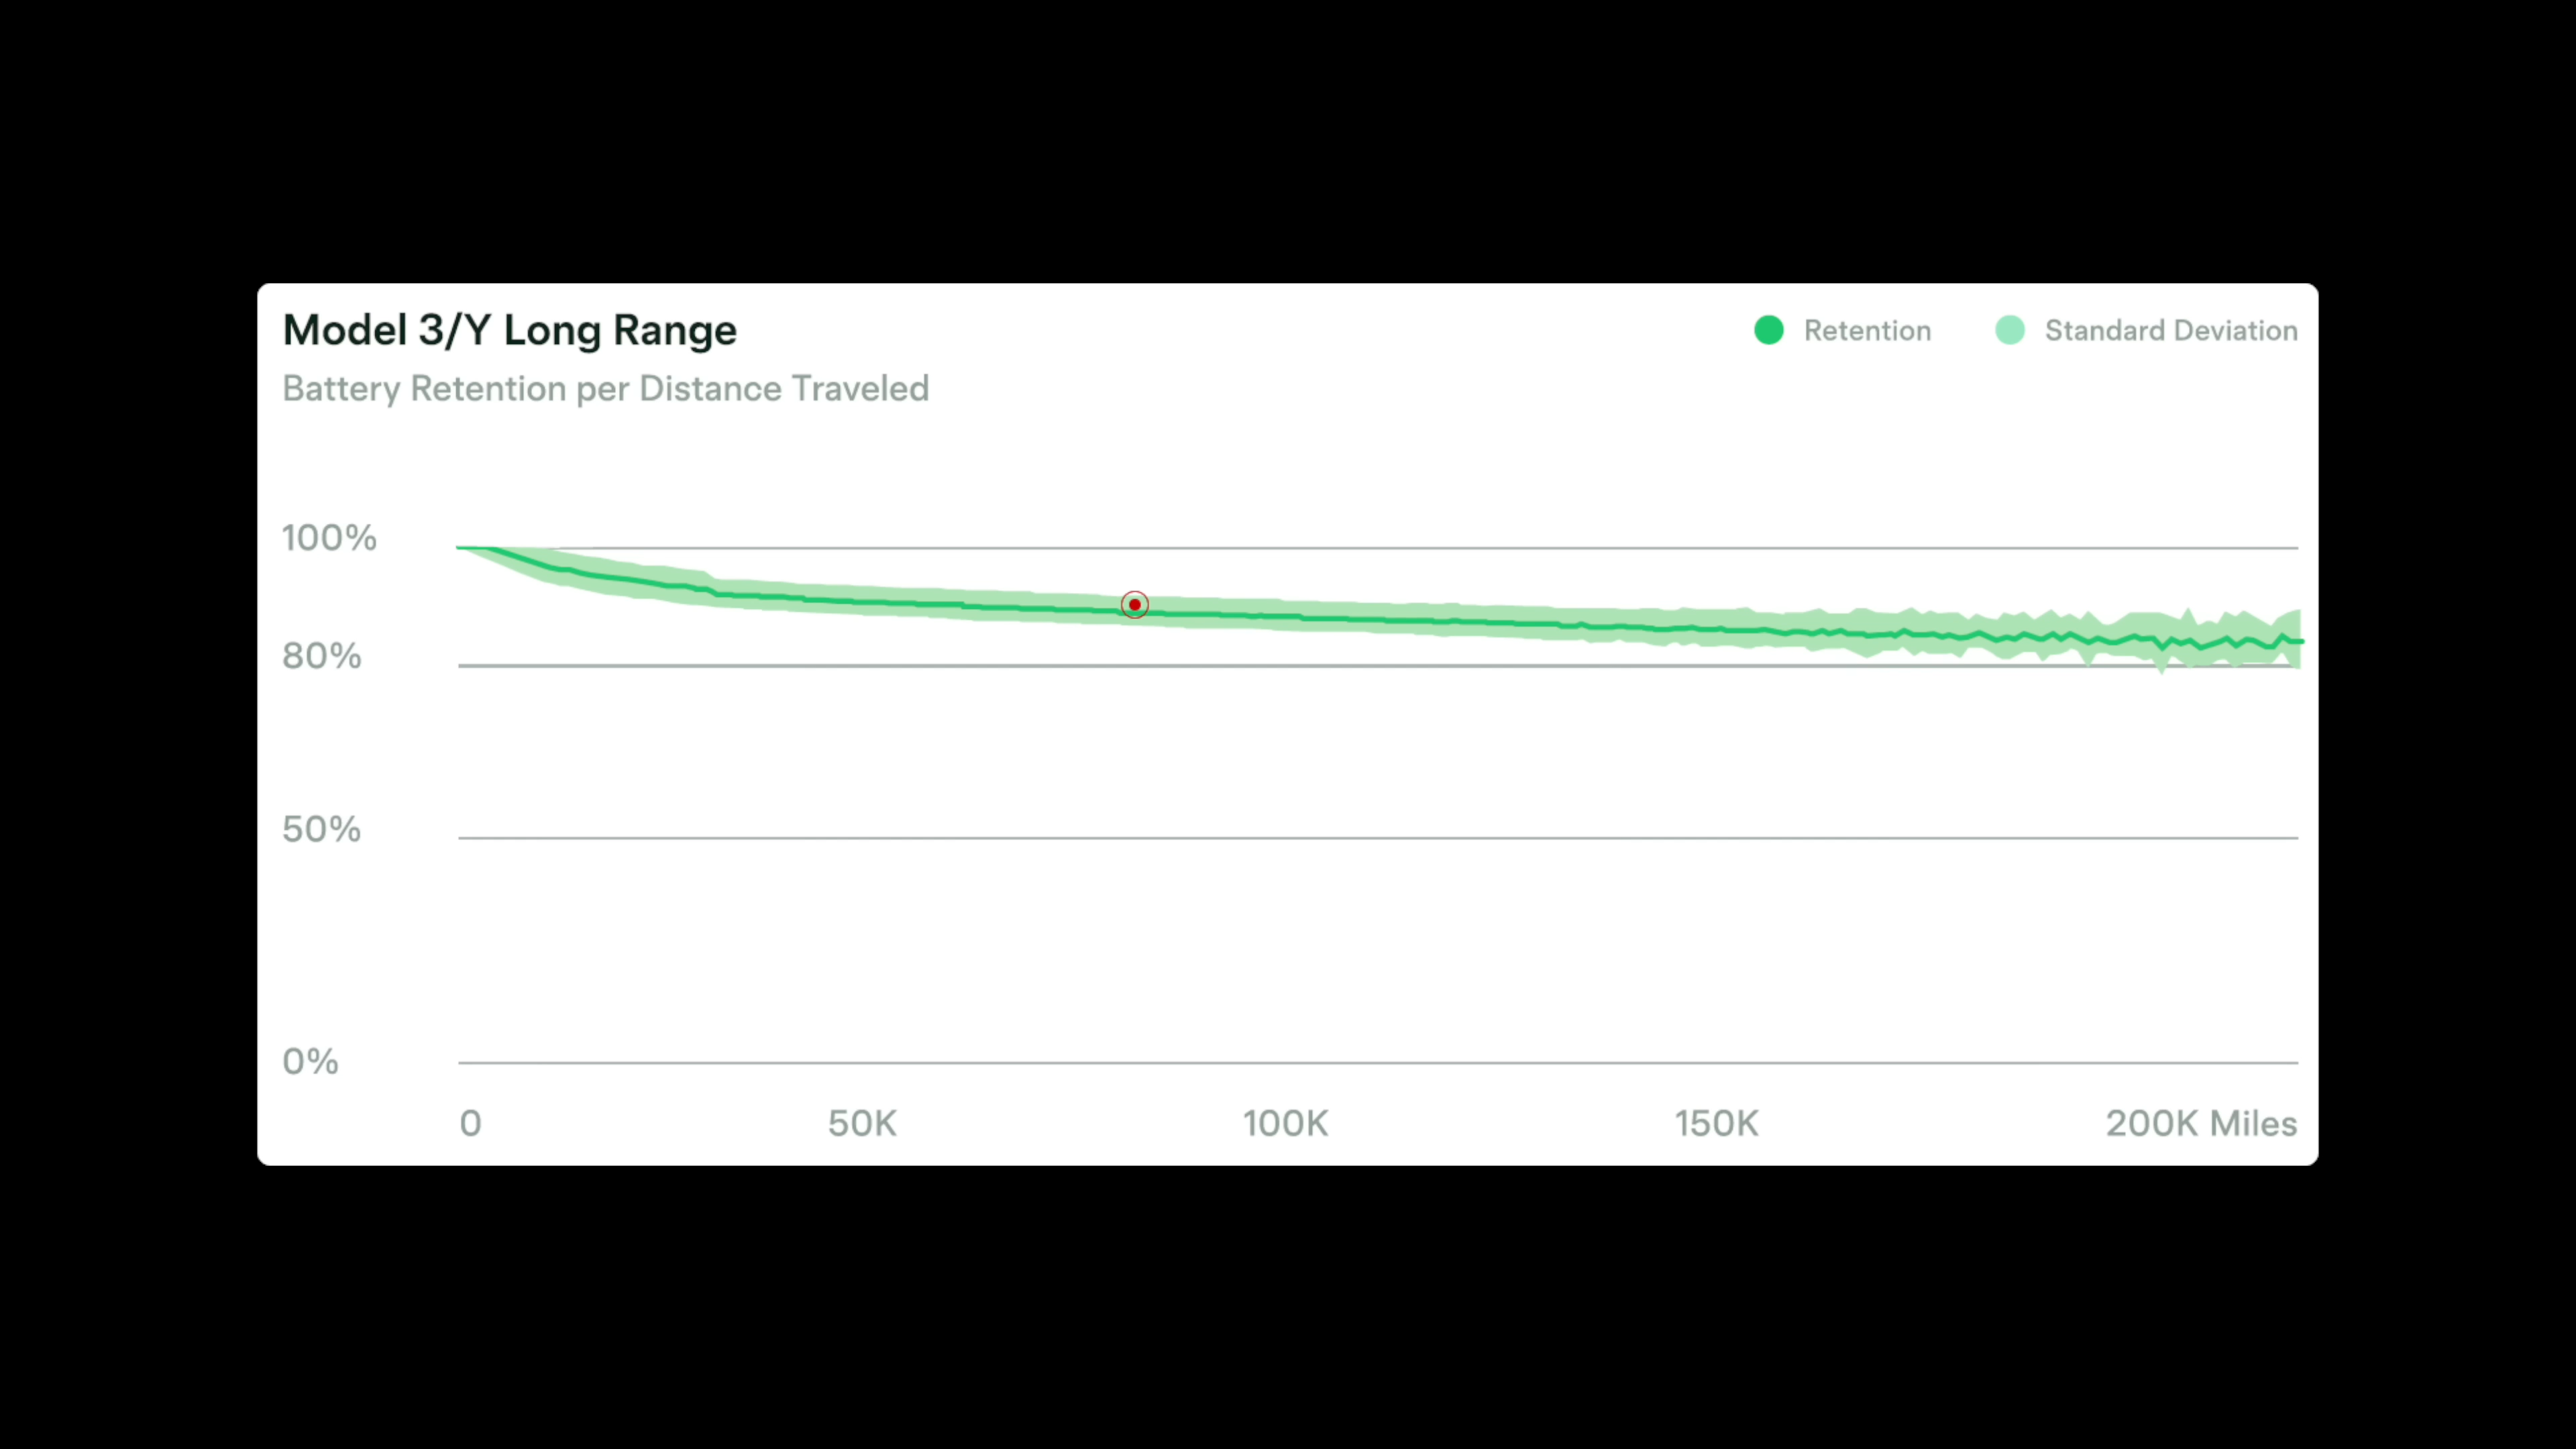 Model 3/Y Long Range
Retention
Standard Deviation
Battery Retention per Distance Traveled
100%
80%
50%
0%
0 50K 100K 150K 200K Miles